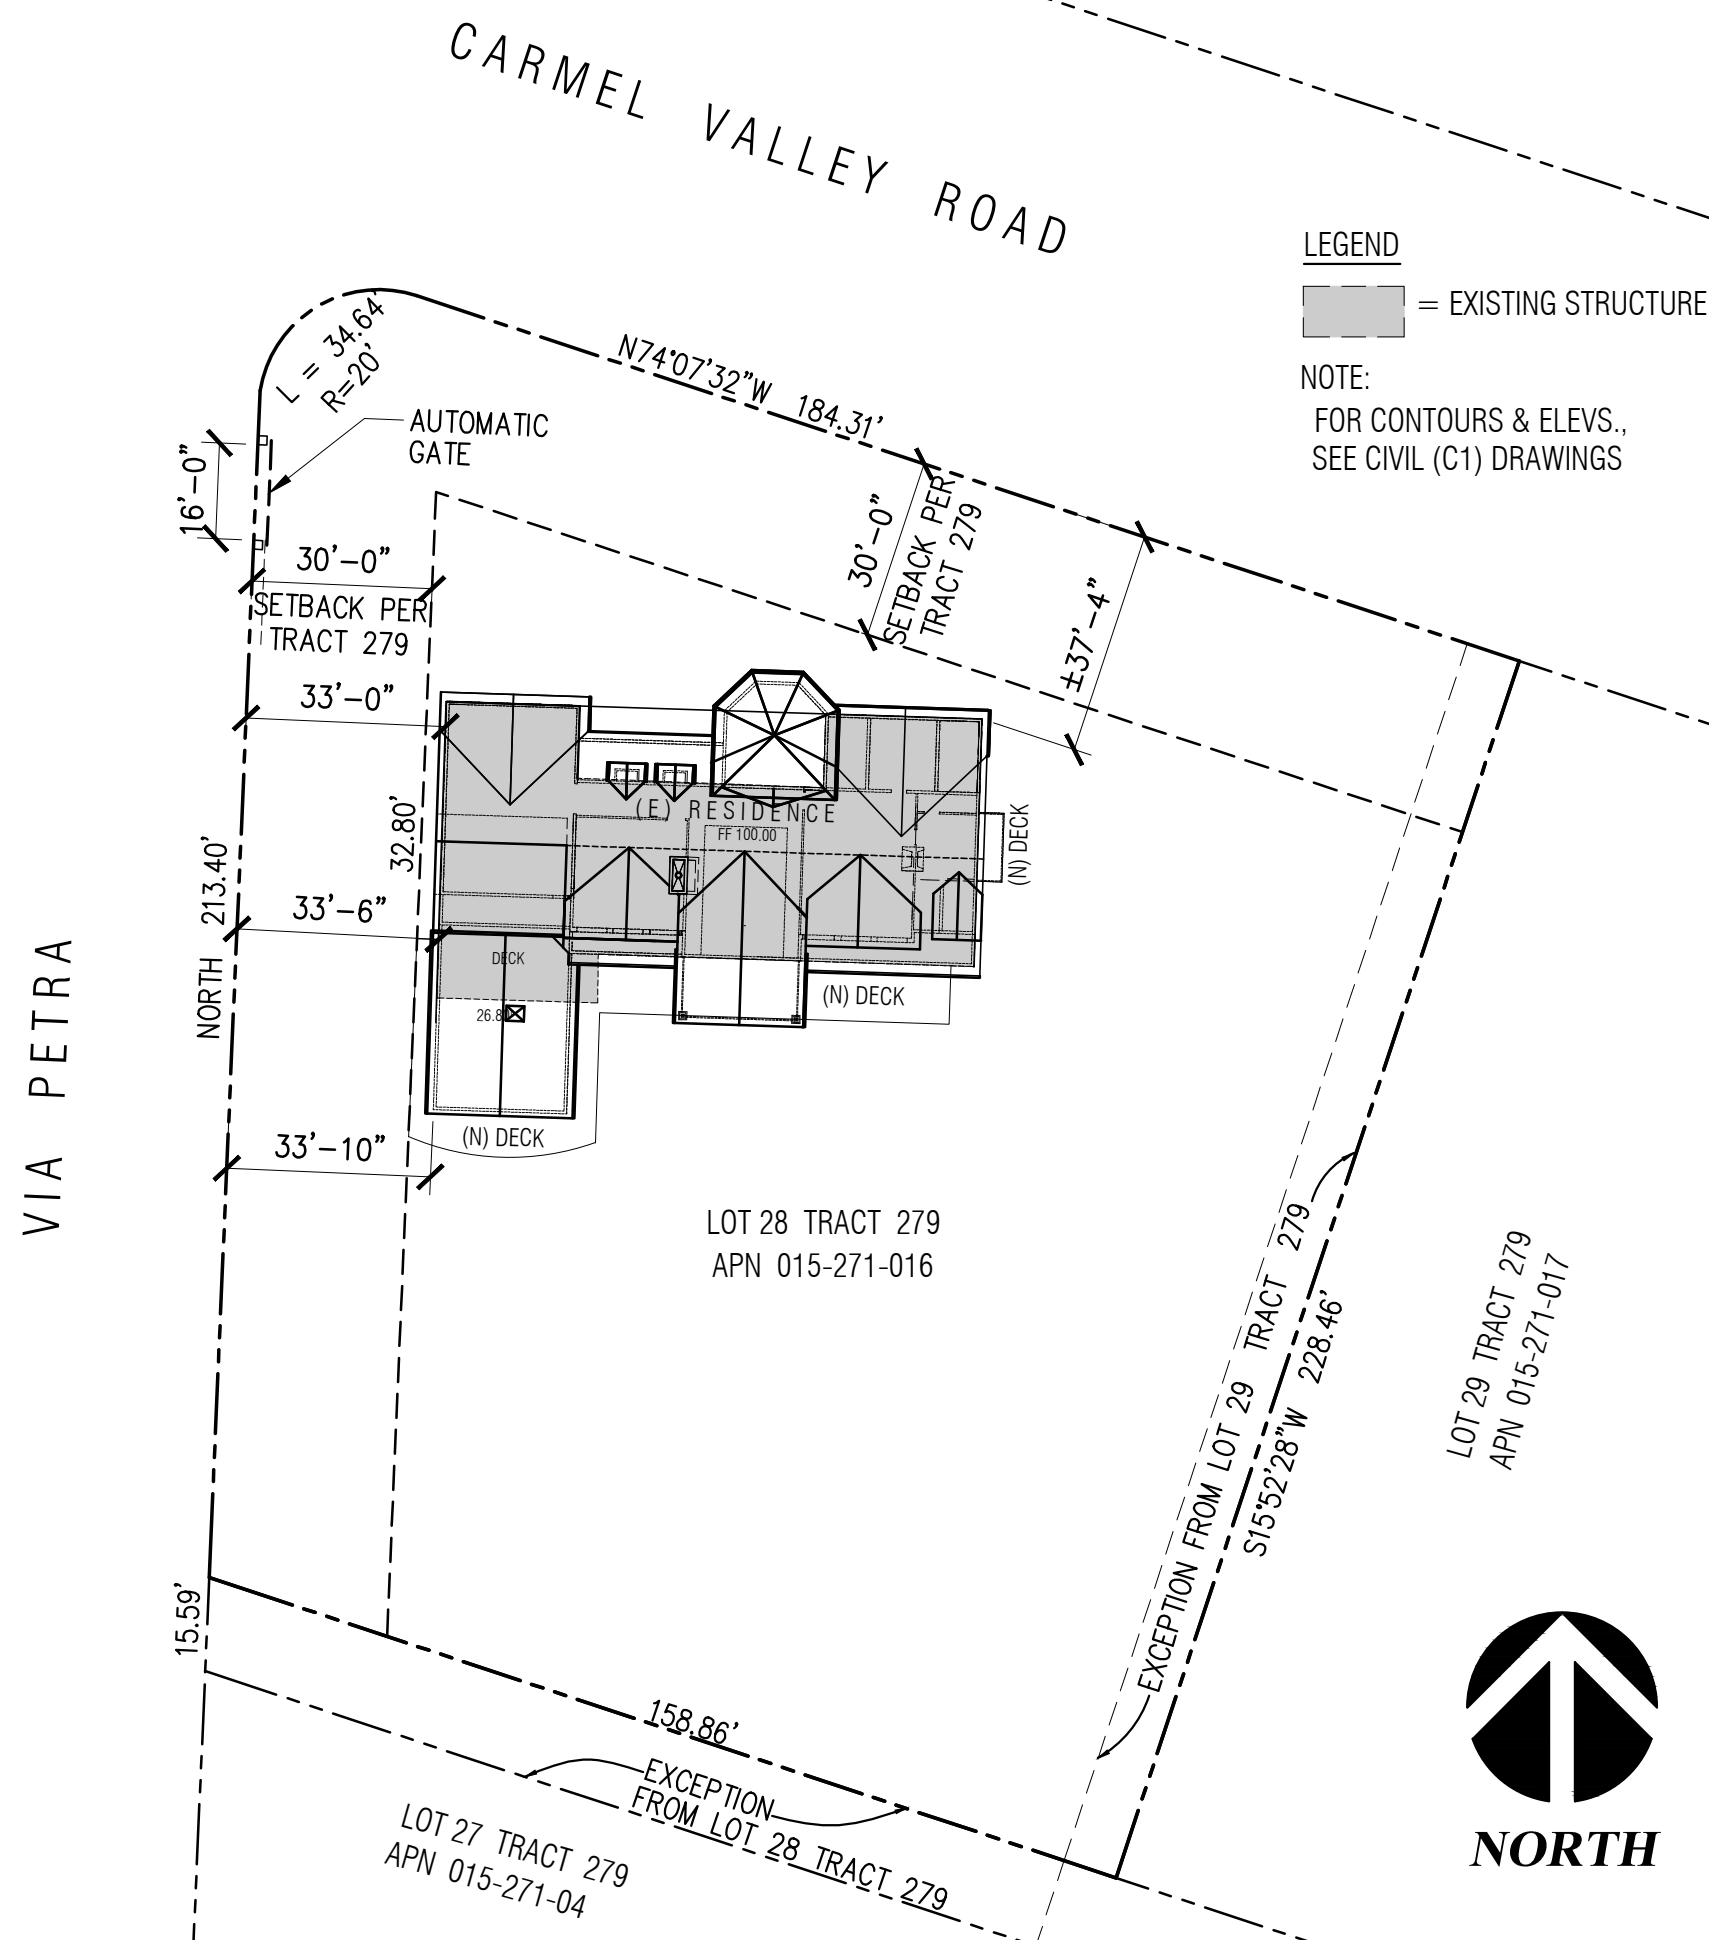 CARMEL VALLEY ROAD
LEGEND
= EXISTING STRUCTURE
NOTE:
FOR CONTOURS & ELEVS.,
SEE CIVIL (C1) DRAWINGS
L = 34.64'
R=20'
N74°07'32"W 184.31'
AUTOMATIC
GATE
16'-0"
30'-0"
SETBACK PER
TRACT 279
30'-0"
SETBACK PER
TRACT 279
±37'-4"
33'-0"
32.80'
(E) RESIDENCE
FF 100.00
(N) DECK
NORTH 213.40'
33'-6"
DECK
26.8
(N) DECK
(N) DECK
33'-10"
VIA PETRA
LOT 28 TRACT 279
APN 015-271-016
EXCEPTION FROM LOT 29 TRACT 279
S15°52'28"W 228.46'
LOT 29 TRACT 279
APN 015-271-017
15.59'
158.86'
EXCEPTION
FROM LOT 28 TRACT 279
LOT 27 TRACT 279
APN 015-271-04
NORTH